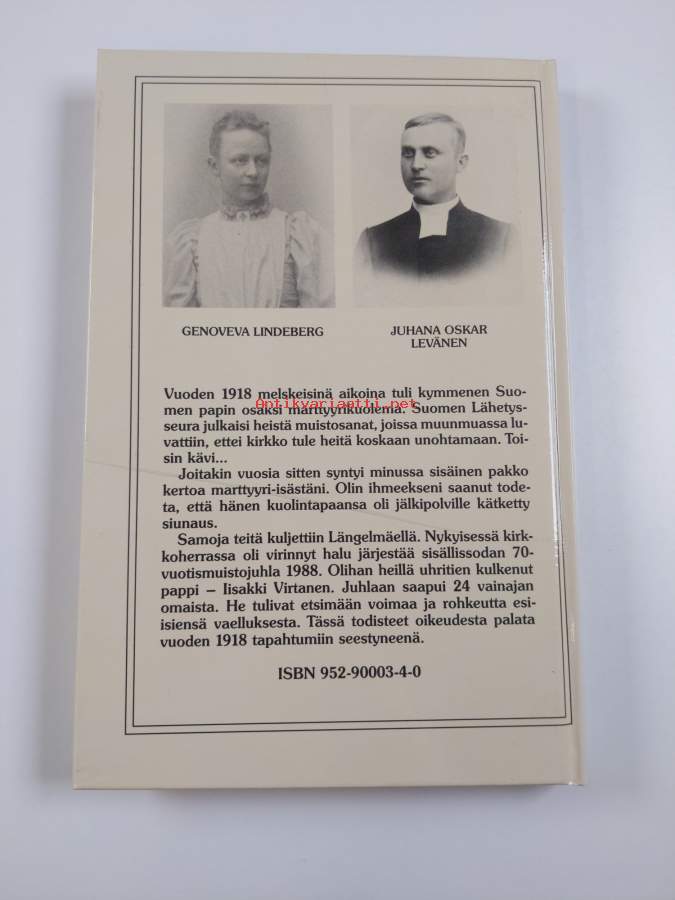 GENOVEVA LINDEBERG
JUHANA OSKAR
LEVÄNEN
Vuoden 1918 melskeisinä aikoina tuli kymmenen Suo-
Antikvariaatti.net
men papin osaksi marttyyrikuolema. Suomen Lähetys-
seura julkaisi heistä muistosanat, joissa muunmuassa lu-
vattiin, ettei kirkko tule heitä koskaan unohtamaan. Toi-
sin kävi...
Joitakin vuosia sitten syntyi minussa sisäinen pakko
kertoa marttyyri-isästäni. Olin ihmeekseni saanut tode-
ta, että hänen kuolintapaansa oli jälkipolville kätketty
siunaus.
Samoja teitä kuljettiin Längelmäellä. Nykyisessä kirk-
koherrassa oli virinnyt halu järjestää sisällissodan 70-
vuotismuistojuhla 1988. Olihan heillä uhritien kulkenut
pappi – Iisakki Virtanen. Juhlaan saapui 24 vainajan
omaista. He tulivat etsimään voimaa ja rohkeutta esi-
isiensä vaelluksesta. Tässä todisteet oikeudesta palata
vuoden 1918 tapahtumiin seestyneenä.
ISBN 952-90003-4-0